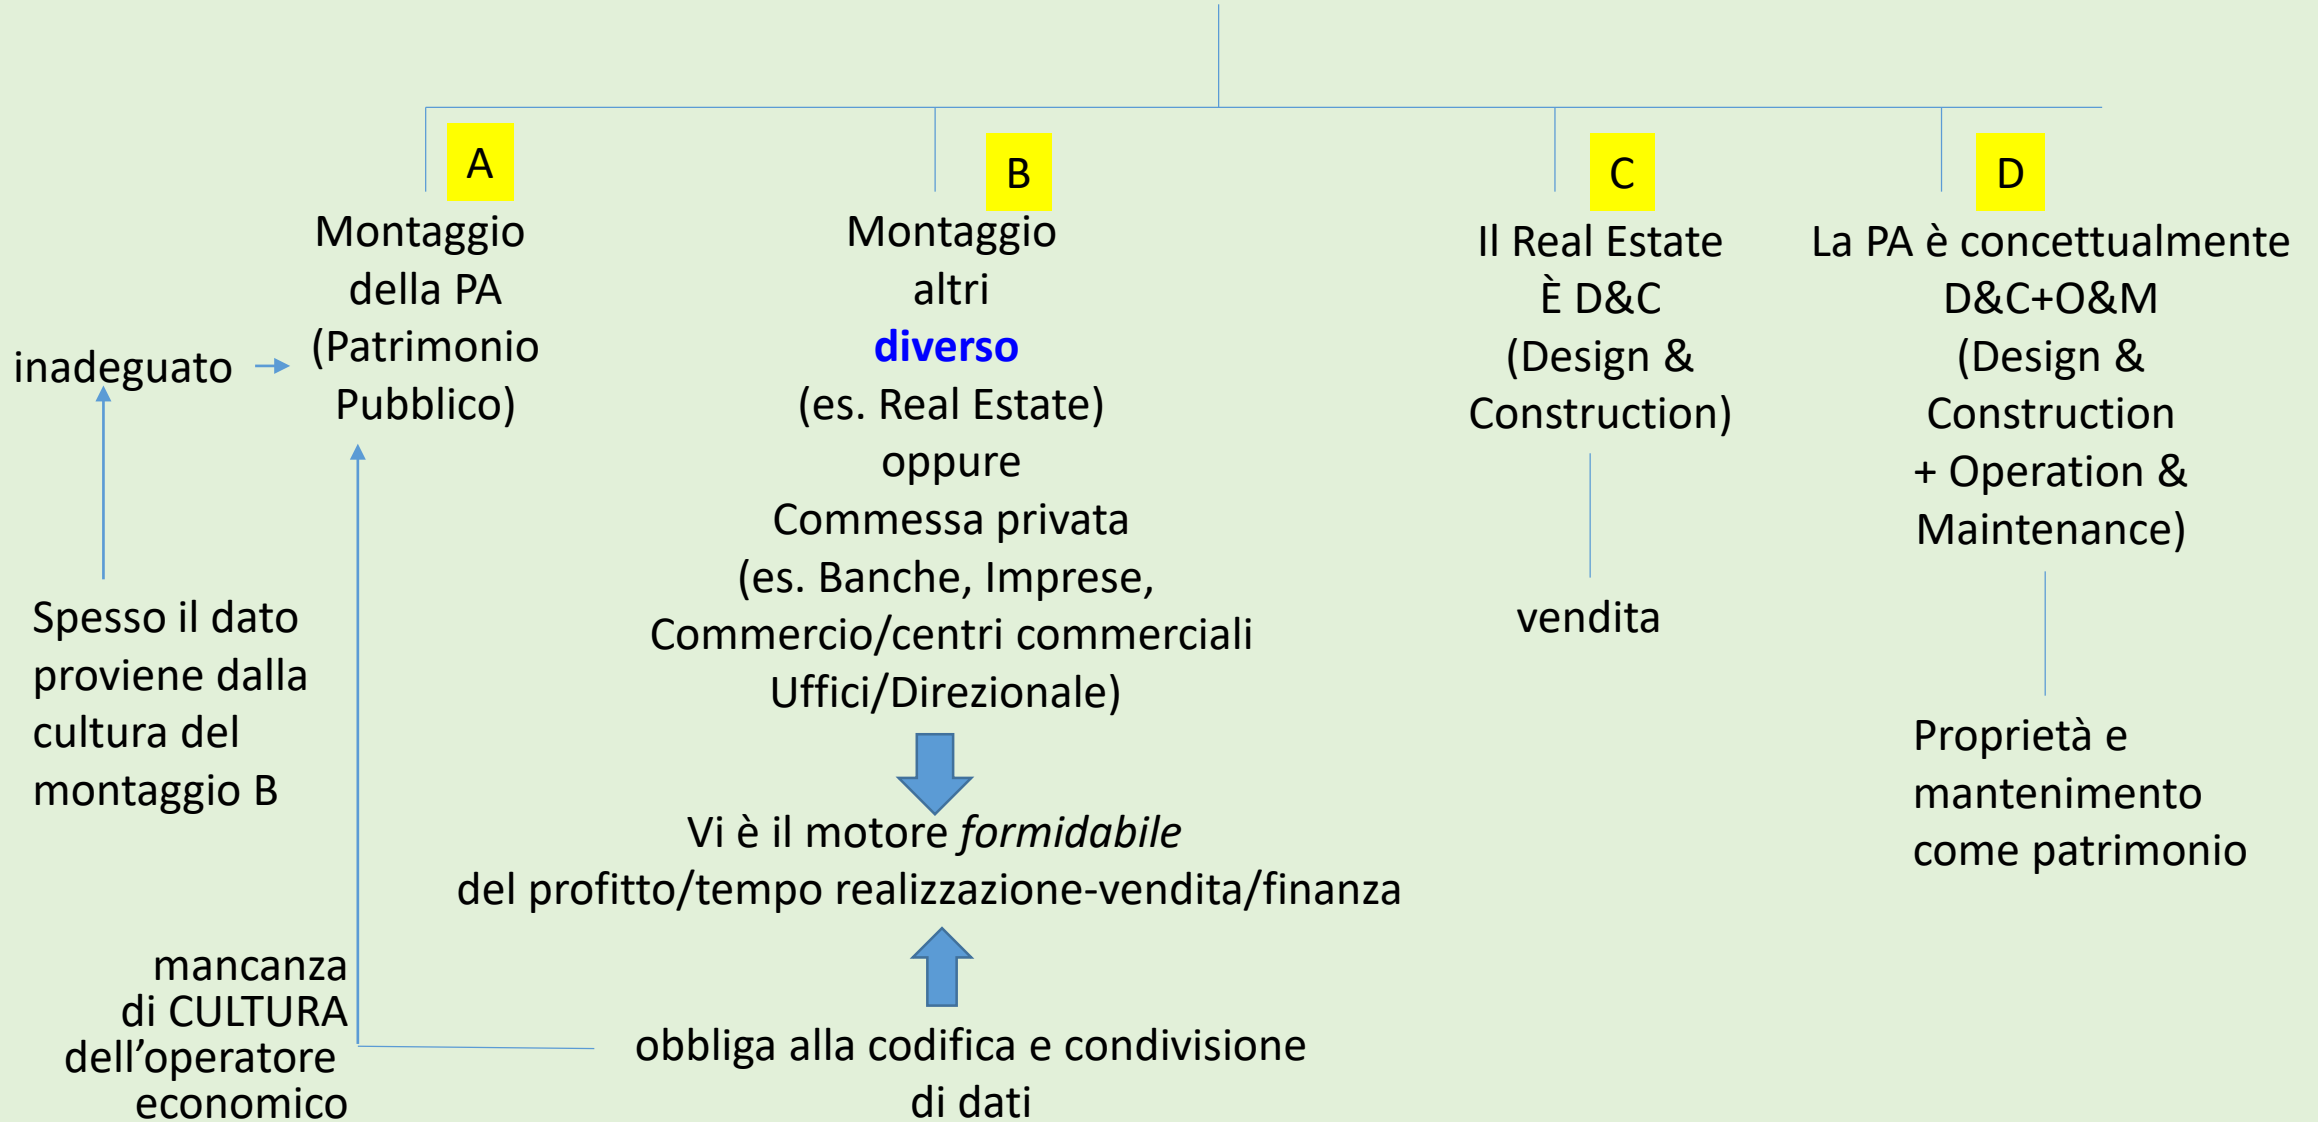 A
Montaggio
della PA
(Patrimonio
Pubblico)
inadeguato
Spesso il dato
proviene dalla
cultura del
montaggio B
mancanza
di CULTURA
dell’operatore
economico
B
Montaggio
altri
diverso
(es. Real Estate)
oppure
Commessa privata
(es. Banche, Imprese,
Commercio/centri commerciali
Uffici/Direzionale)
Vi è il motore formidabile
del profitto/tempo realizzazione-vendita/finanza
obbliga alla codifica e condivisione
di dati
C
Il Real Estate
È D&C
(Design &
Construction)
vendita
D
La PA è concettualmente
D&C+O&M
(Design &
Construction
+ Operation &
Maintenance)
Proprietà e
mantenimento
come patrimonio